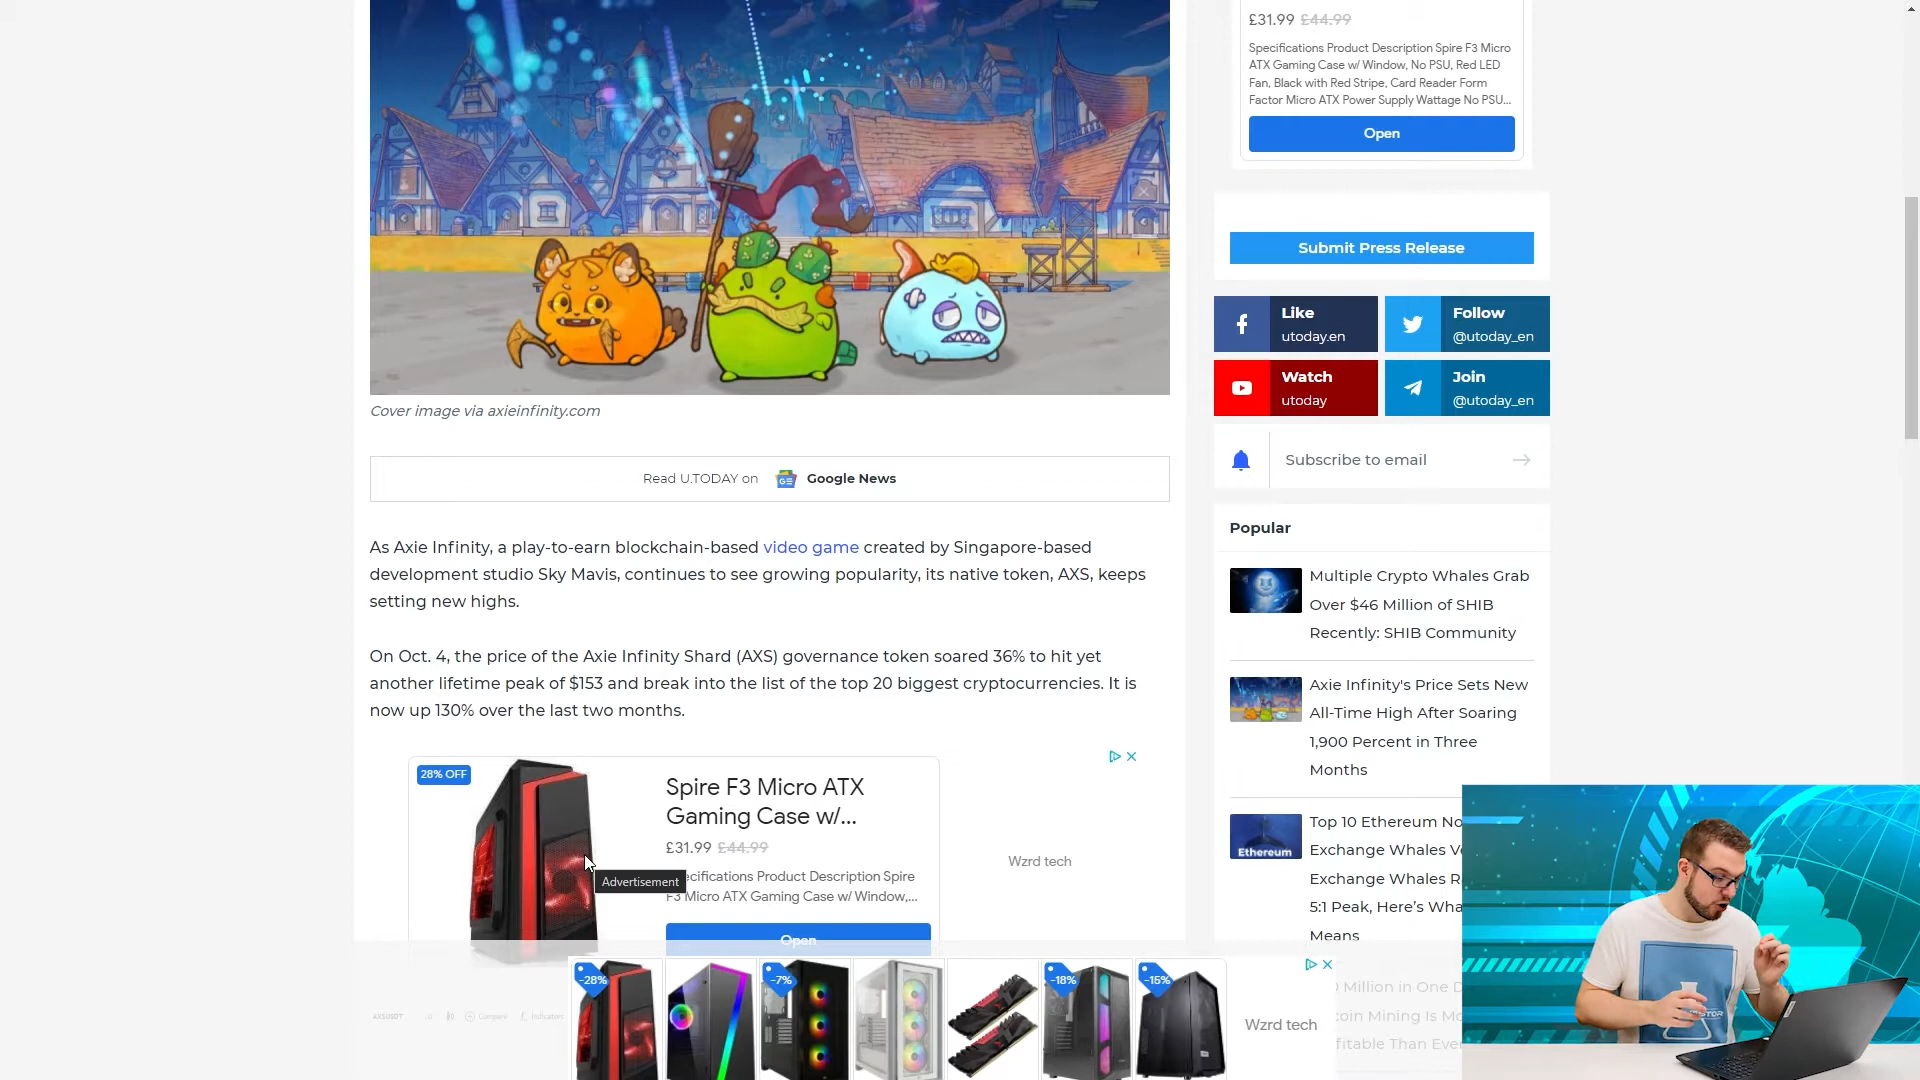 £31.99 £44.99
Specifications Product Description Spire F3 Micro
ATX Gaming Case w/ Window, No PSU, Red LED
Fan, Black with Red Stripe, Card Reader Form
Factor Micro ATX Power Supply Wattage No PSU...
Open
Submit Press Release
Like
utoday.en
Follow
@utoday_en
Watch
utoday
Join
@utoday_en
Subscribe to email
Cover image via axieinfinity.com
Read U.TODAY on Google News
As Axie Infinity, a play-to-earn blockchain-based video game created by Singapore-based
development studio Sky Mavis, continues to see growing popularity, its native token, AXS, keeps
setting new highs.
On Oct. 4, the price of the Axie Infinity Shard (AXS) governance token soared 36% to hit yet
another lifetime peak of $153 and break into the list of the top 20 biggest cryptocurrencies. It is
now up 130% over the last two months.
Popular
Multiple Crypto Whales Grab
Over $46 Million of SHIB
Recently: SHIB Community
Axie Infinity's Price Sets New
All-Time High After Soaring
1,900 Percent in Three
Months
Ethereum
Top 10 Ethereum No
Exchange Whales
Exchange Whales R
5:1 Peak, Here's Wha
Means
Million in One D
coin Mining Is Mo
fitable Than Eve
28% OFF
Spire F3 Micro ATX
Gaming Case w/...
£31.99 £44.99
ecifications Product Description Spire
F3 Micro ATX Gaming Case w/ Window,...
Open
Advertisement
Wzrd tech
-28%
-7%
-18%
-15%
Wzrd tech
AXSUSDT
Compare
Indicators